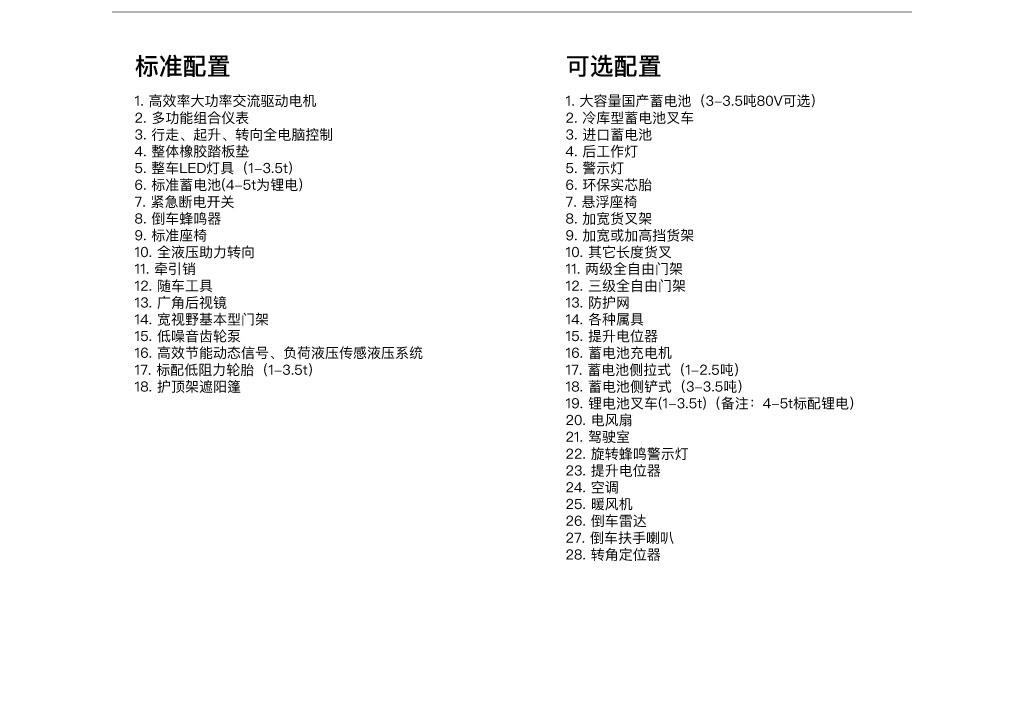 标准配置
1. 高效率大功率交流驱动电机
2. 多功能组合仪表
3. 行走、起升、转向全电脑控制
4. 整体橡胶踏板垫
5. 整车LED灯具（1–3.5t）
6. 标准蓄电池(4–5t为锂电）
7. 紧急断电开关
8. 倒车蜂鸣器
9. 标准座椅
10. 全液压助力转向
11. 牵引销
12. 随车工具
13. 广角后视镜
14. 宽视野基本型门架
15. 低噪音齿轮泵
16. 高效节能动态信号、负荷液压传感液压系统
17. 标配低阻力轮胎（1–3.5t）
18. 护顶架遮阳篷
可选配置
1. 大容量国产蓄电池（3–3.5吨80V可选）
2. 冷库型蓄电池叉车
3. 进口蓄电池
4. 后工作灯
5. 警示灯
6. 环保实芯胎
7. 悬浮座椅
8. 加宽货叉架
9. 加宽或加高挡货架
10. 其它长度货叉
11. 两级全自由门架
12. 三级全自由门架
13. 防护网
14. 各种属具
15. 提升电位器
16. 蓄电池充电机
17. 蓄电池侧拉式（1–2.5吨）
18. 蓄电池侧铲式（3–3.5吨）
19. 锂电池叉车(1–3.5t)（备注：4–5t标配锂电）
20. 电风扇
21. 驾驶室
22. 旋转蜂鸣警示灯
23. 提升电位器
24. 空调
25. 暖风机
26. 倒车雷达
27. 倒车扶手喇叭
28. 转角定位器